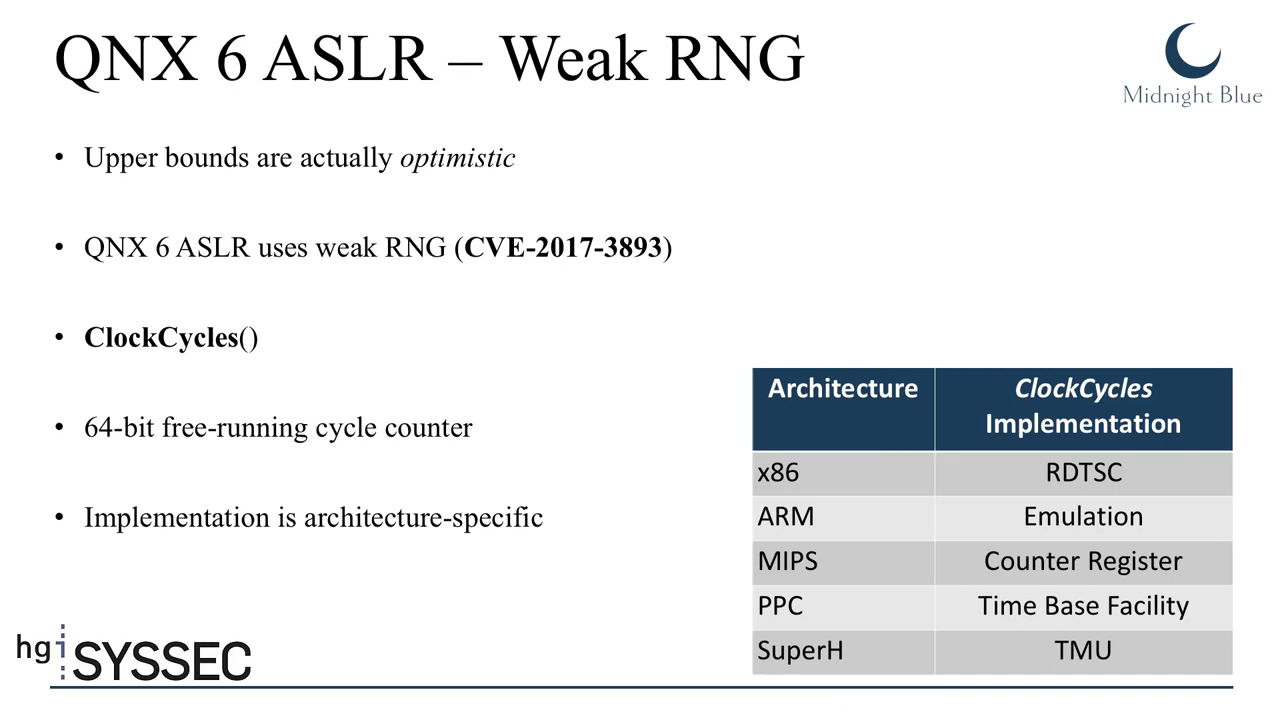 QNX 6 ASLR – Weak RNG
Midnight Blue
• Upper bounds are actually optimistic
• QNX 6 ASLR uses weak RNG (CVE-2017-3893)
• ClockCycles()
• 64-bit free-running cycle counter
• Implementation is architecture-specific
Architecture ClockCycles
Implementation
x86 RDTSC
ARM Emulation
MIPS Counter Register
PPC Time Base Facility
SuperH TMU
hgi SYSSEC